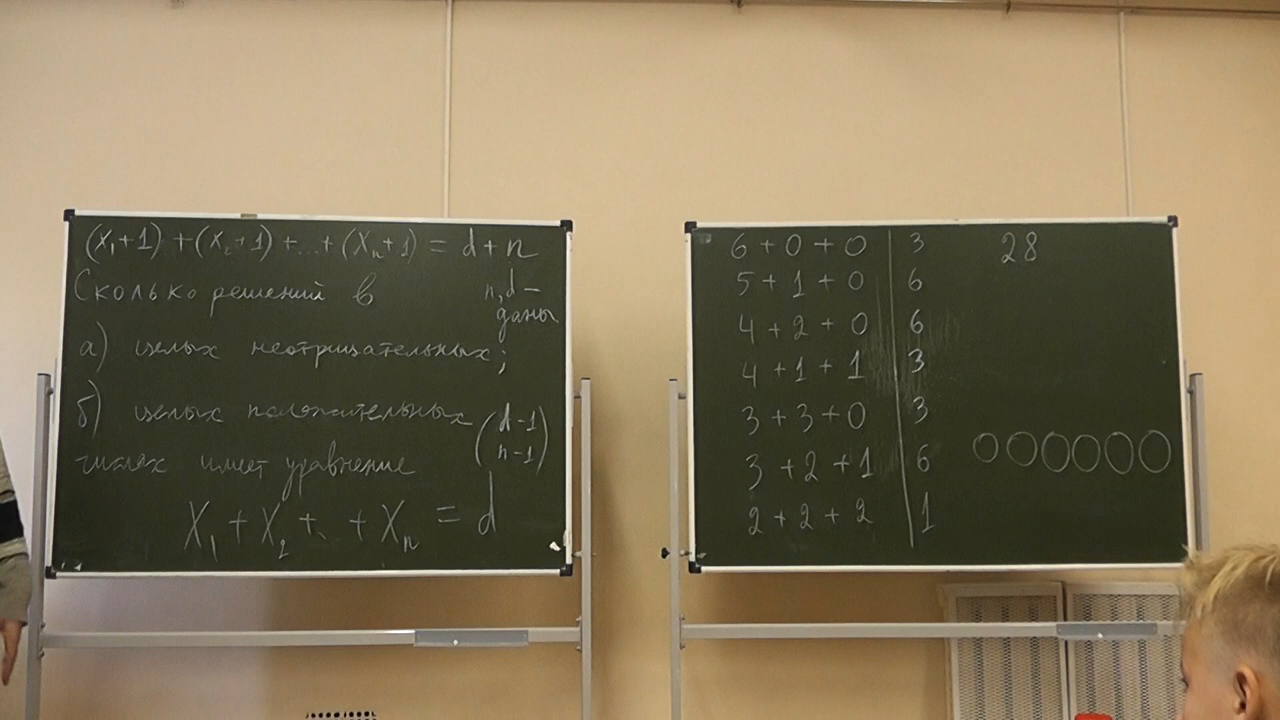 (x₁+1) + (x₂+1) + ... + (xₙ+1) = d+n
Сколько решений в n,d –
даны
а) целых неотрицательных;
б) целых положительных (d-1
n-1)
числах имеет уравнение
x₁ + x₂ + ... + xₙ = d
6 + 0 + 0 | 3 28
5 + 1 + 0 | 6
4 + 2 + 0 | 6
4 + 1 + 1 | 3
3 + 3 + 0 | 3
3 + 2 + 1 | 6
2 + 2 + 2 | 1